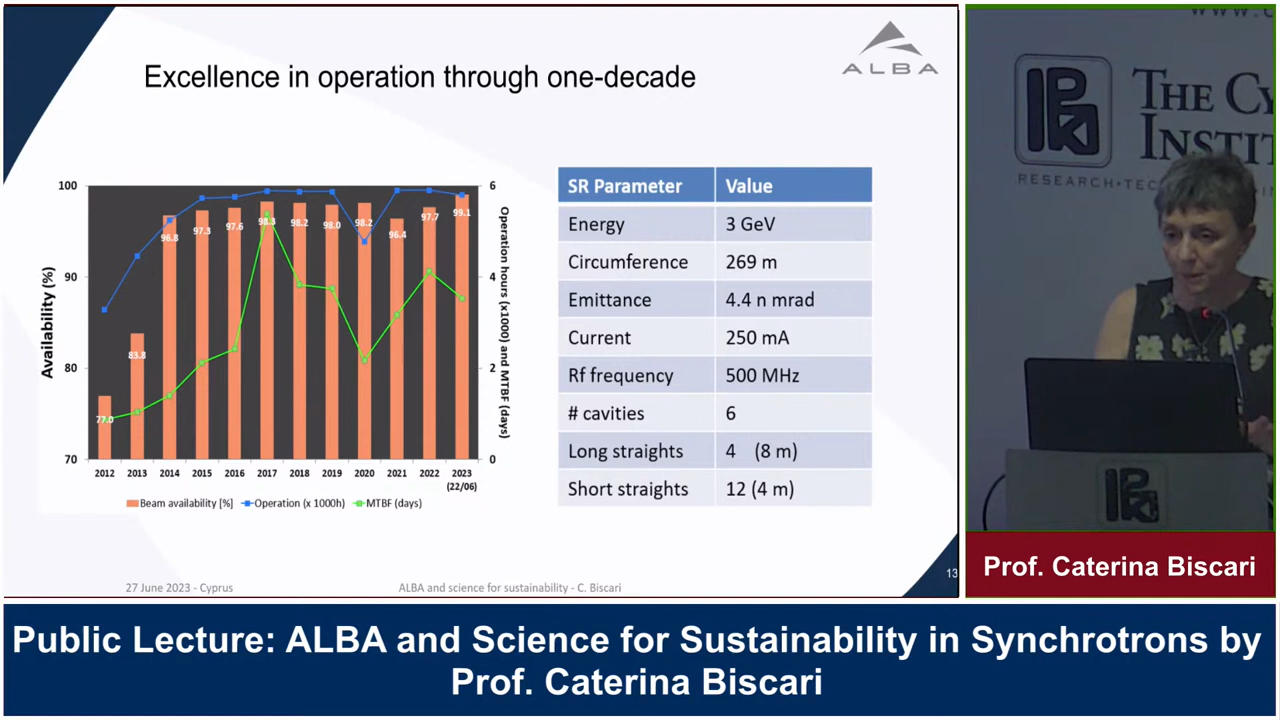 ALBA
Excellence in operation through one-decade
100
90
80
70
Availability (%)
77.0
83.8
96.8
97.3
97.6
98.3
98.2
98.0
98.2
96.4
97.7
99.1
6
4
2
0
Operation hours (x1000) and MTBF (days)
2012 2013 2014 2015 2016 2017 2018 2019 2020 2021 2022 2023
(22/06)
Beam availability [%] Operation (x 1000h) MTBF (days)
SR Parameter Value
Energy 3 GeV
Circumference 269 m
Emittance 4.4 n mrad
Current 250 mA
Rf frequency 500 MHz
# cavities 6
Long straights 4 (8 m)
Short straights 12 (4 m)
27 June 2023 - Cyprus ALBA and science for sustainability - C. Biscari 13
www.
THE CY
INSTIT
Prof. Caterina Biscari
Public Lecture: ALBA and Science for Sustainability in Synchrotrons by
Prof. Caterina Biscari